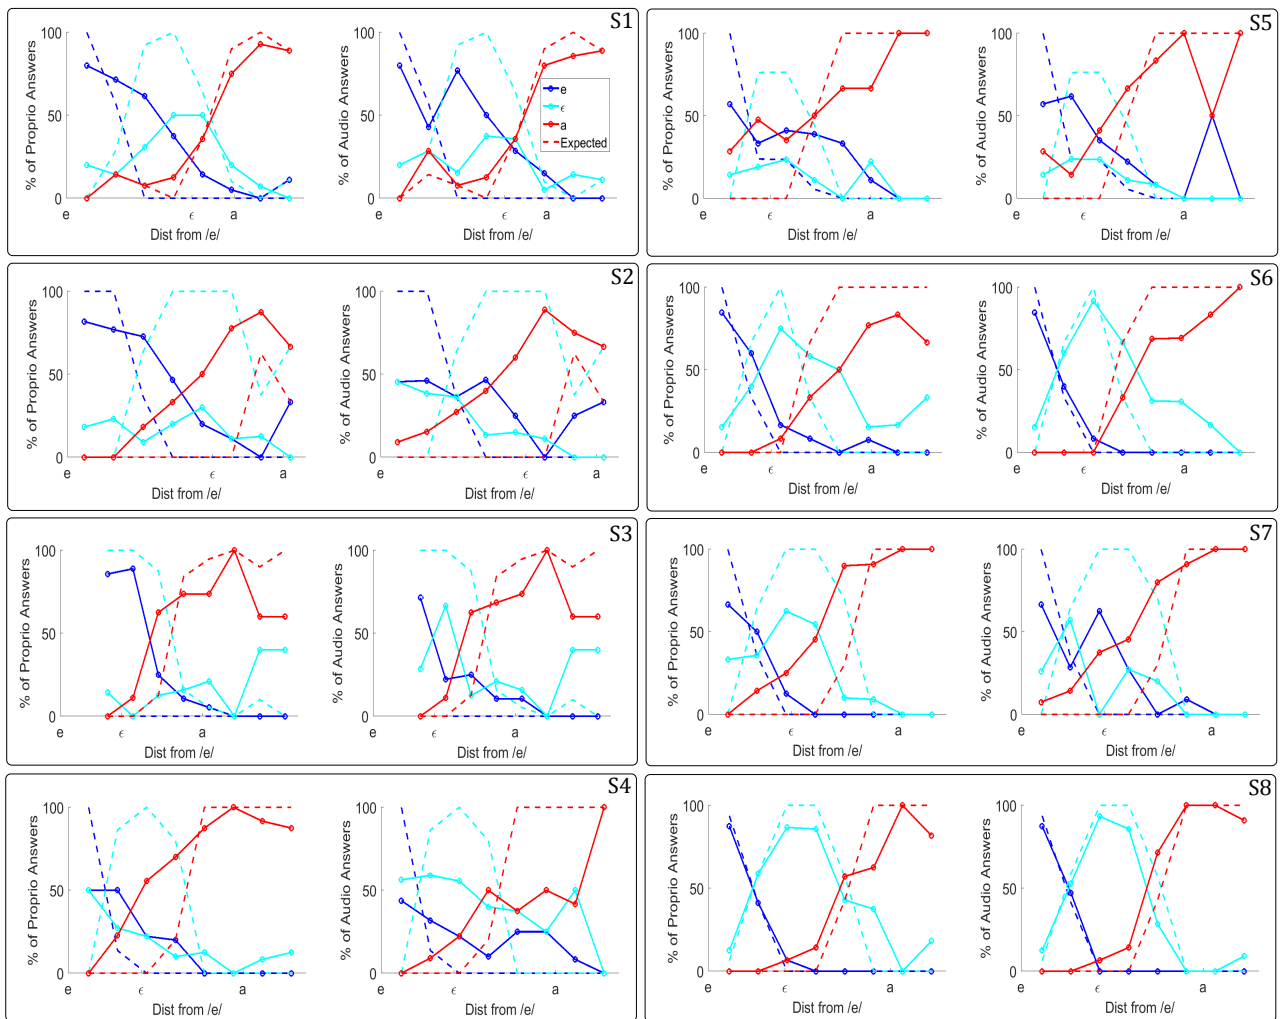 S1
% of Proprio Answers
100
50
0
e
ϵ
a
Dist from /e/
% of Audio Answers
100
50
0
e
ϵ
a
Expected
e
ϵ
a
Dist from /e/
S5
% of Proprio Answers
100
50
0
e
ϵ
a
Dist from /e/
% of Audio Answers
100
50
0
e
ϵ
a
Dist from /e/
S2
% of Proprio Answers
100
50
0
e
ϵ
a
Dist from /e/
% of Audio Answers
100
50
0
e
ϵ
a
Dist from /e/
S6
% of Proprio Answers
100
50
0
e
ϵ
a
Dist from /e/
% of Audio Answers
100
50
0
e
ϵ
a
Dist from /e/
S3
% of Proprio Answers
100
50
0
e
ϵ
a
Dist from /e/
% of Audio Answers
100
50
0
e
ϵ
a
Dist from /e/
S7
% of Proprio Answers
100
50
0
e
ϵ
a
Dist from /e/
% of Audio Answers
100
50
0
e
ϵ
a
Dist from /e/
S4
% of Proprio Answers
100
50
0
e
ϵ
a
Dist from /e/
% of Audio Answers
100
50
0
e
ϵ
a
Dist from /e/
S8
% of Proprio Answers
100
50
0
e
ϵ
a
Dist from /e/
% of Audio Answers
100
50
0
e
ϵ
a
Dist from /e/